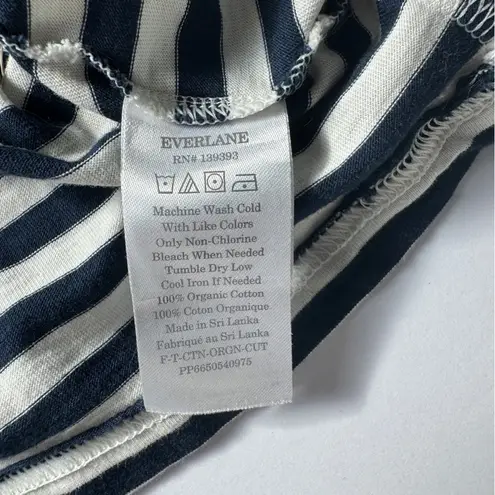 EVERLANE
RN# 139393
Machine Wash Cold
With Like Colors
Only Non-Chlorine
Bleach When Needed
Tumble Dry Low
Cool Iron If Needed
100% Organic Cotton
100% Coton Organique
Made in Sri Lanka
Fabriqué au Sri Lanka
F-T-CTN-ORGN-CUT
PP6650540975